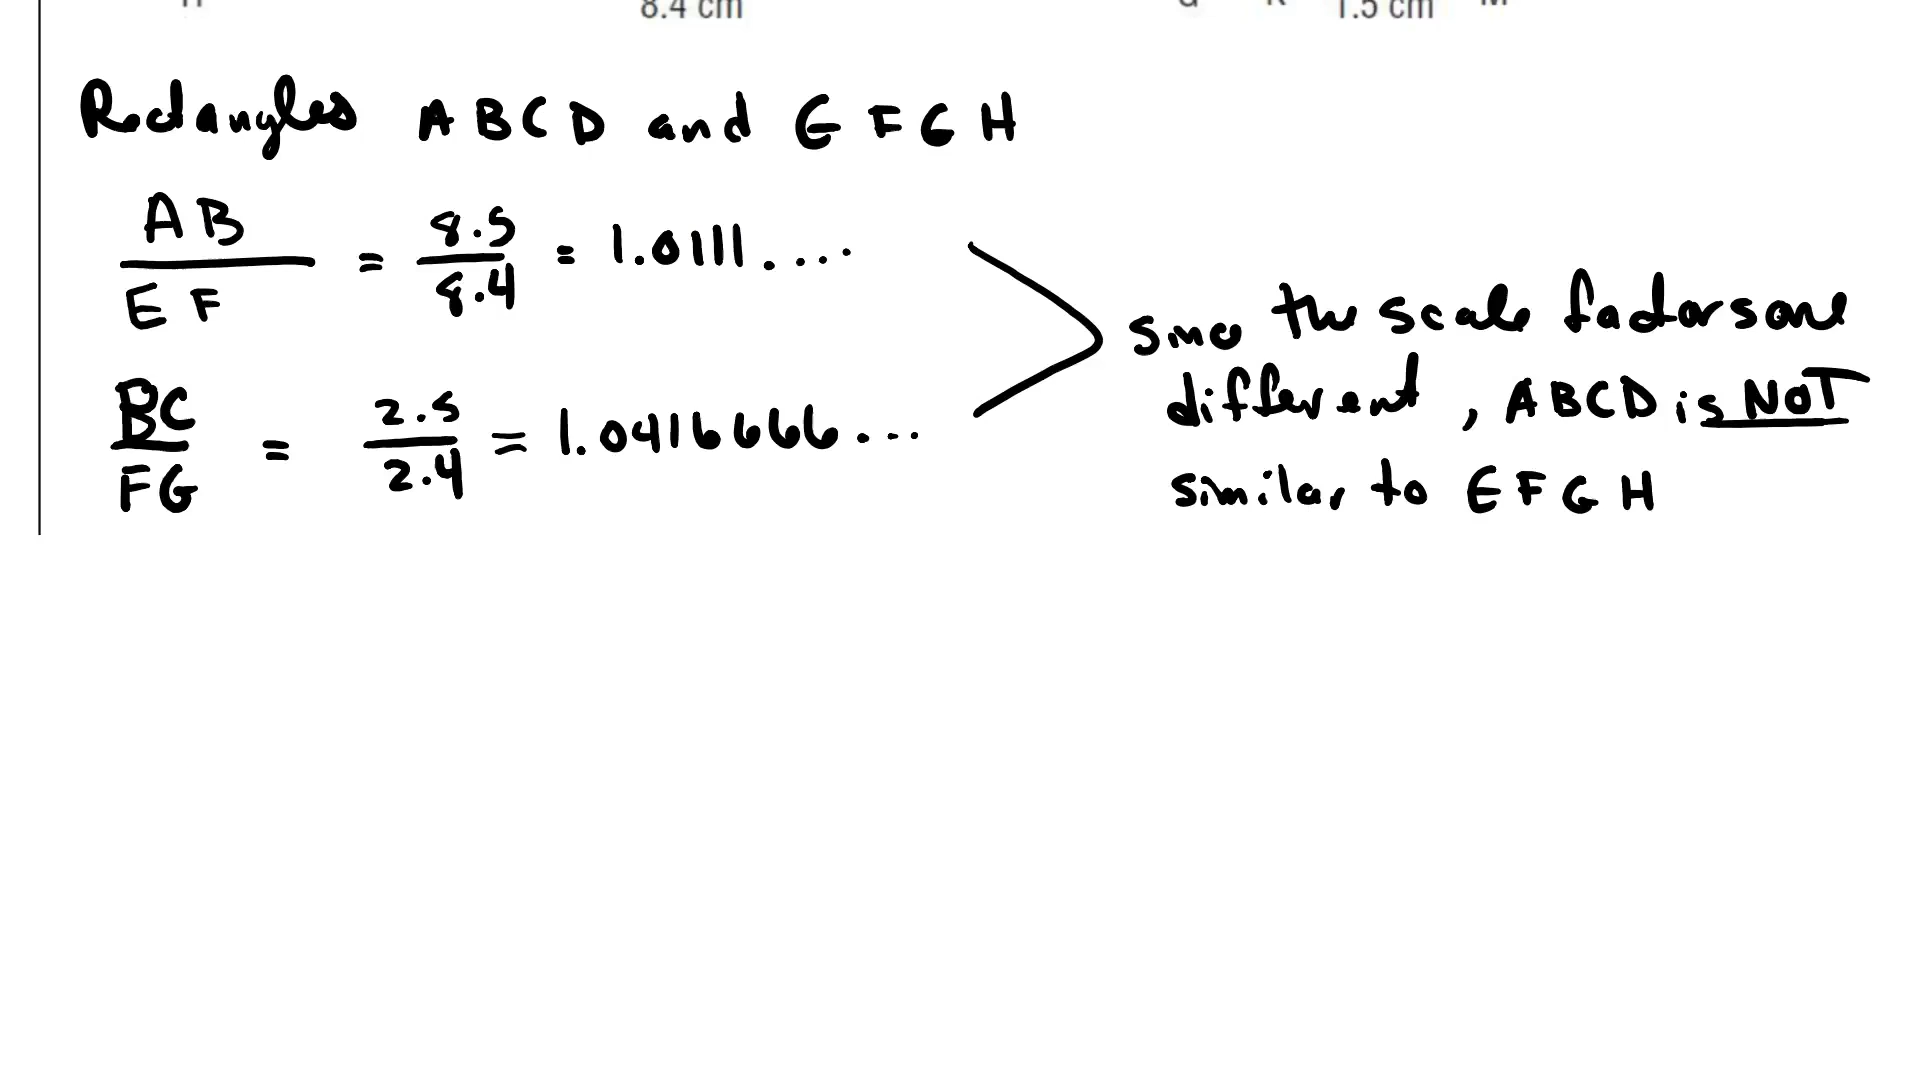 H 8.4 cm G K 1.5 cm M
Rectangles ABCD and EFGH
AB
EF
= 8.5 / 8.4 = 1.0111....
BC
FG
= 2.5 / 2.4 = 1.0416666...
since the scale factors are
different, ABCD is NOT
similar to EFGH